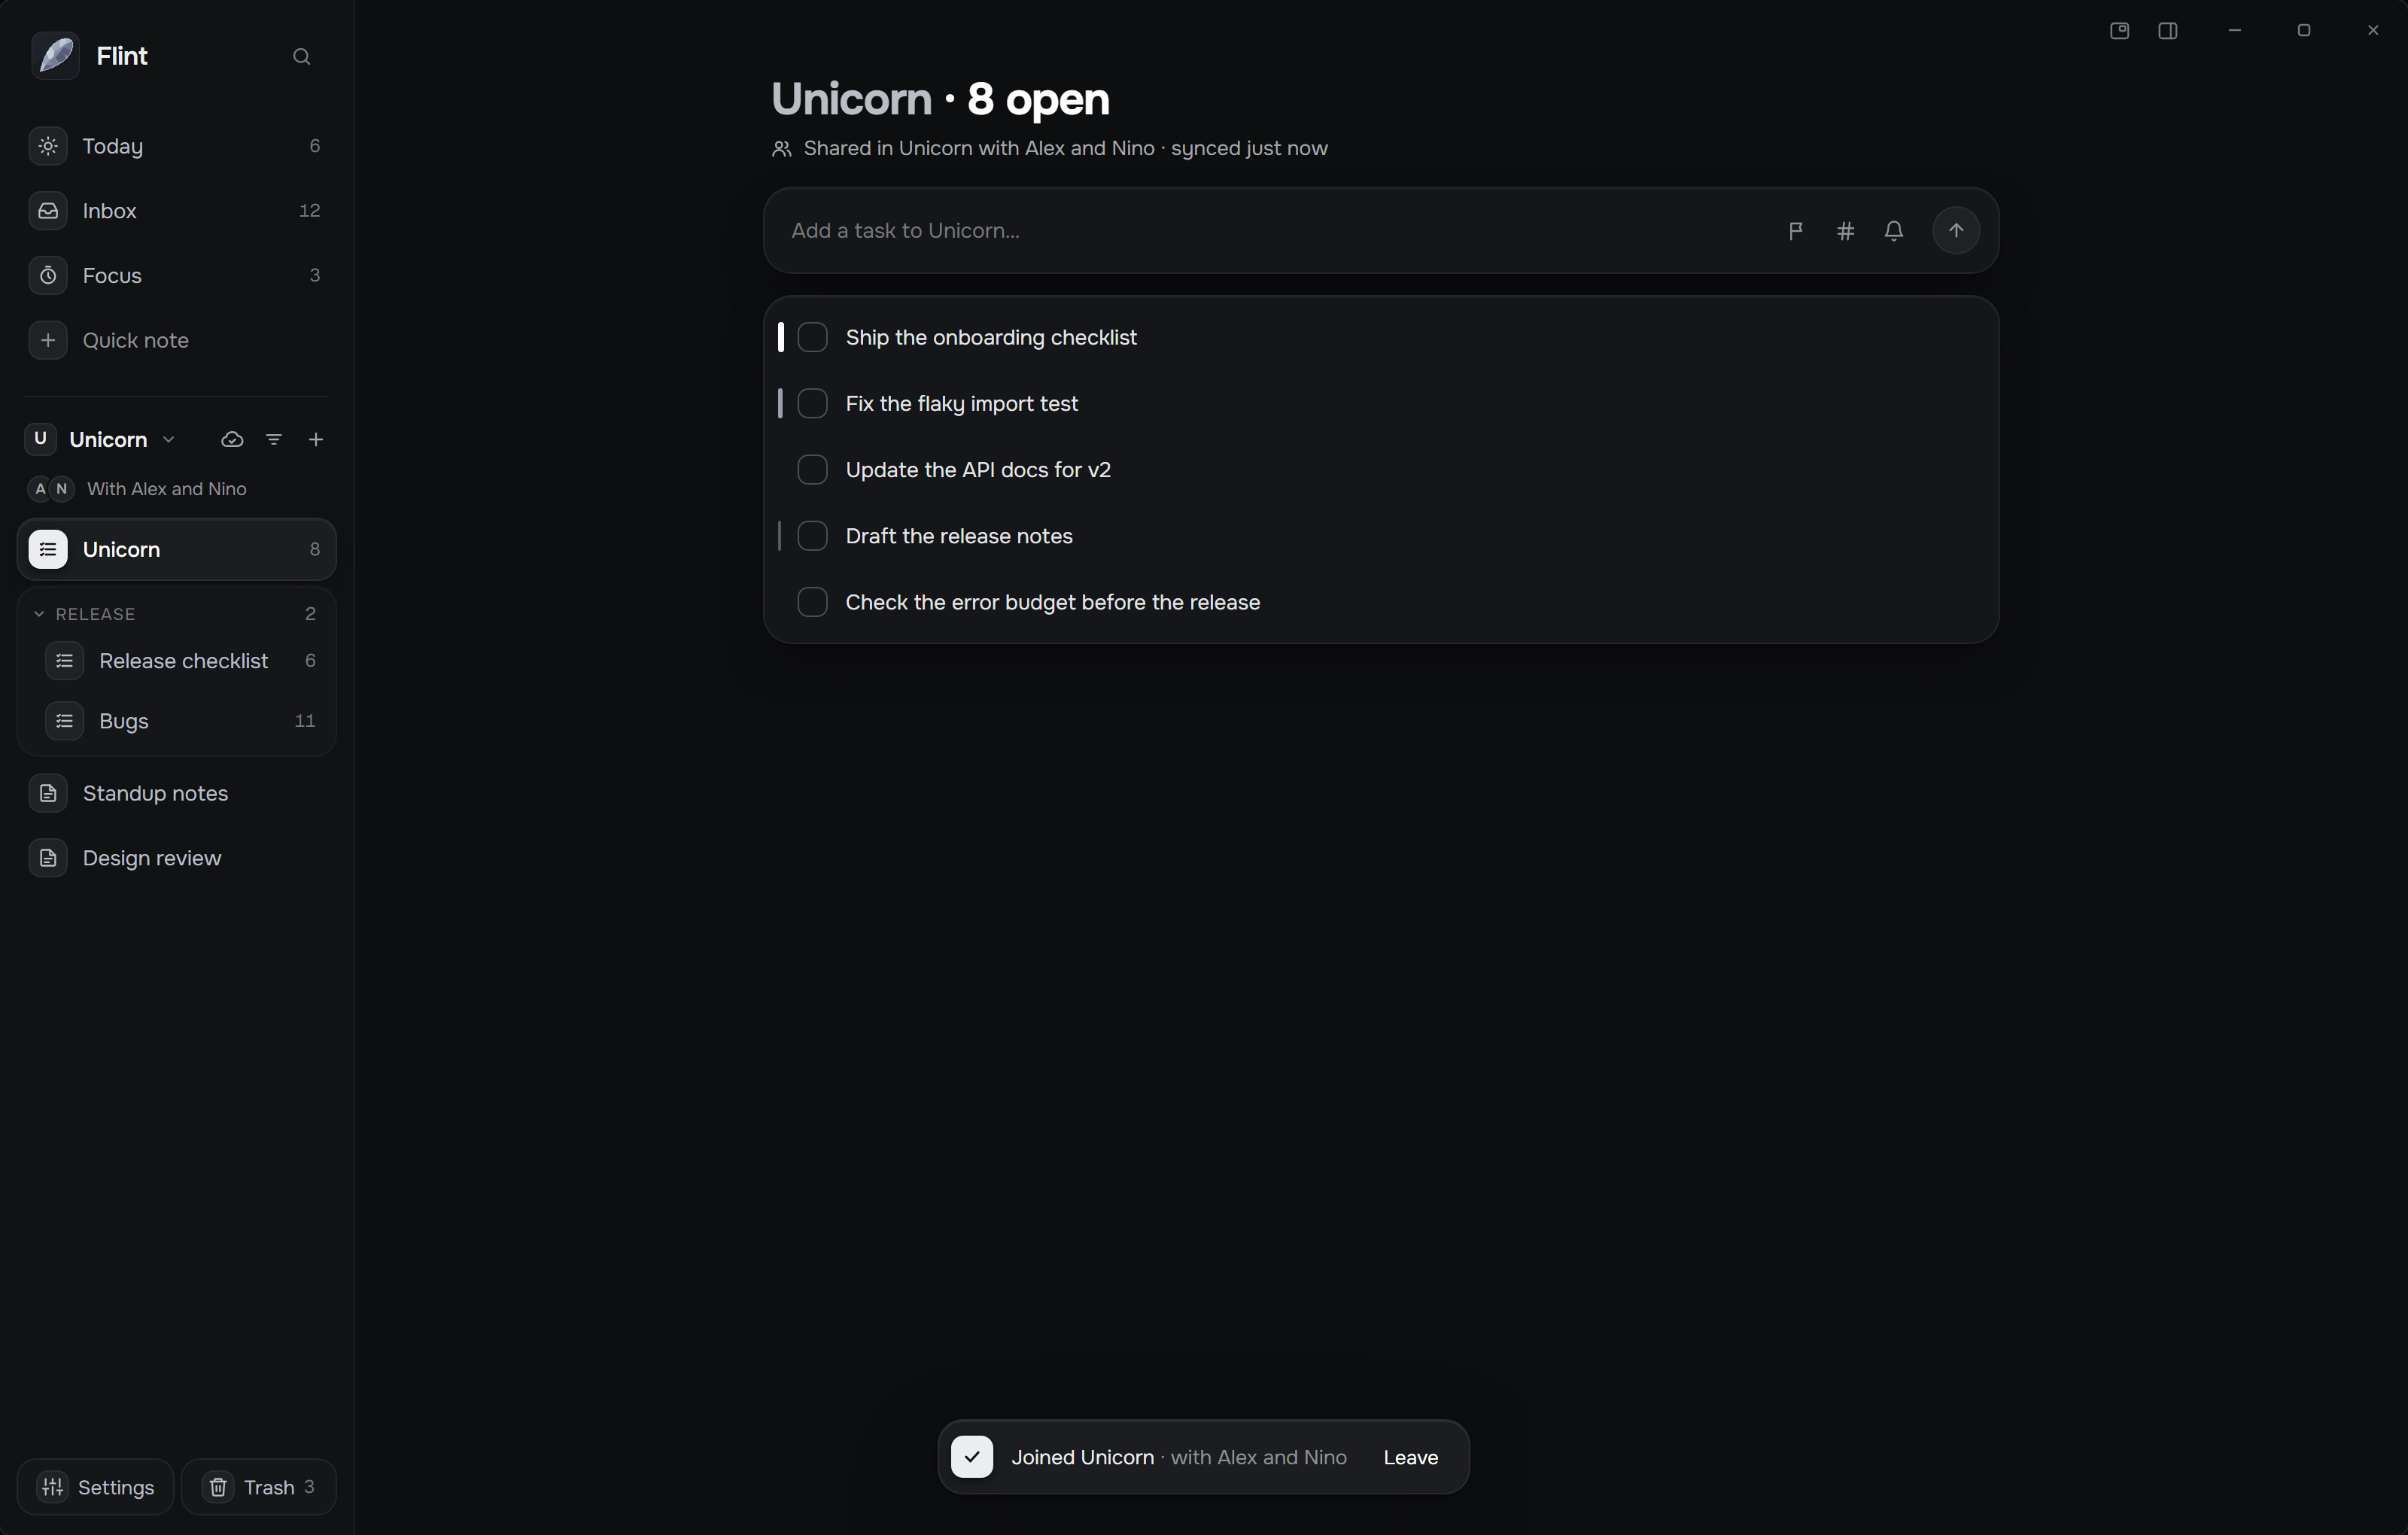 Flint
Today 6
Inbox 12
Focus 3
Quick note
U Unicorn
A N With Alex and Nino
Unicorn 8
RELEASE 2
Release checklist 6
Bugs 11
Standup notes
Design review
Settings
Trash 3
Unicorn · 8 open
Shared in Unicorn with Alex and Nino · synced just now
Add a task to Unicorn...
Ship the onboarding checklist
Fix the flaky import test
Update the API docs for v2
Draft the release notes
Check the error budget before the release
Joined Unicorn · with Alex and Nino Leave